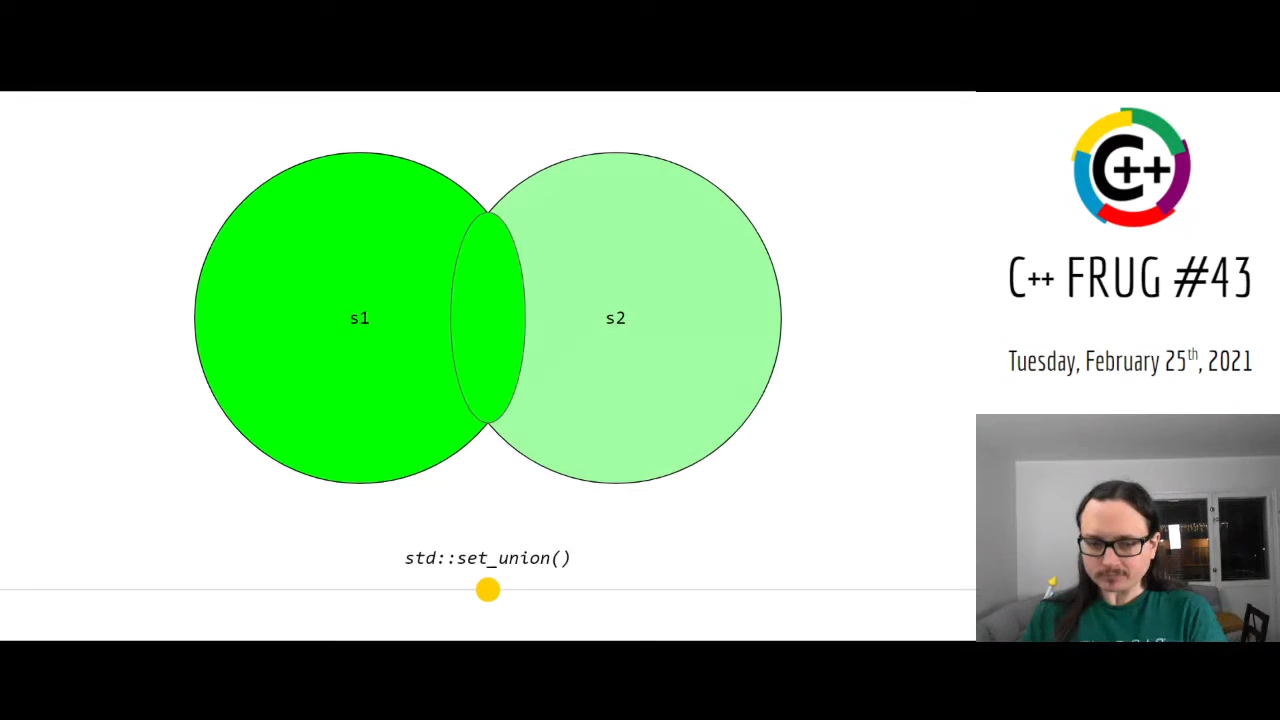 s1
s2
std::set_union()
C++
C++ FRUG #43
Tuesday, February 25th, 2021